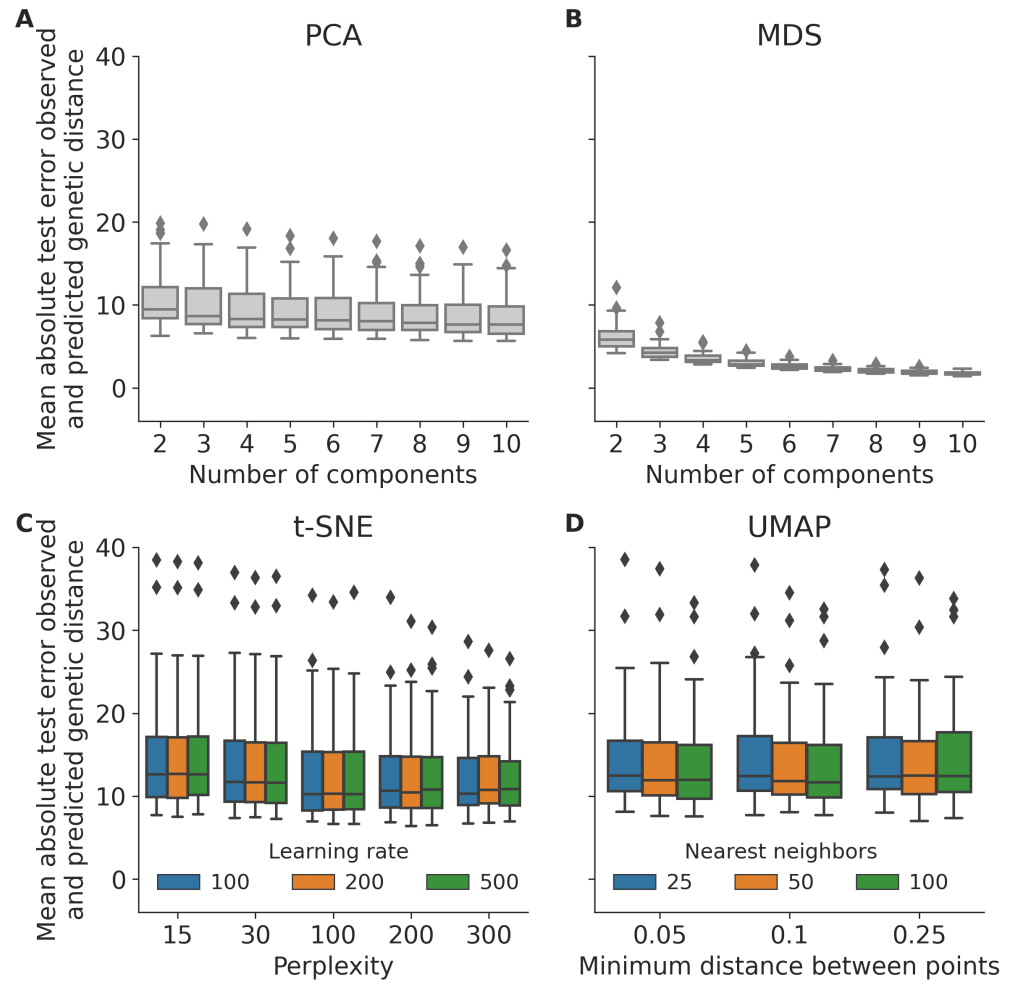 A
PCA
Mean absolute test error observed
and predicted genetic distance
40
30
20
10
0
2 3 4 5 6 7 8 9 10
Number of components
B
MDS
2 3 4 5 6 7 8 9 10
Number of components
C
t-SNE
Mean absolute test error observed
and predicted genetic distance
40
30
20
10
0
Learning rate
100 200 500
15 30 100 200 300
Perplexity
D
UMAP
Nearest neighbors
25 50 100
0.05 0.1 0.25
Minimum distance between points